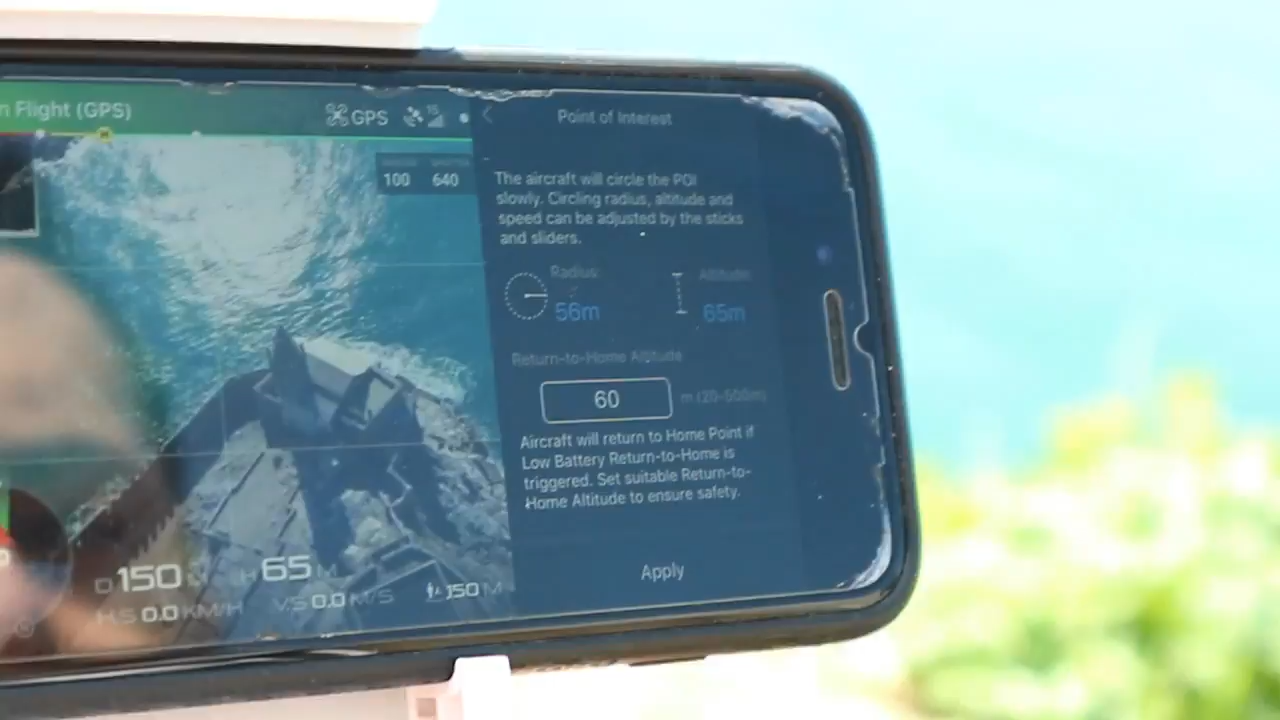 n Flight (GPS)
GPS
15
100
640
D 150 M
H 65 M
H.S 0.0 KM/H
V.S 0.0 M/S
150 M
Point of Interest
The aircraft will circle the POI
slowly. Circling radius, altitude and
speed can be adjusted by the sticks
and sliders.
Radius
Altitude
56m
65m
Return-to-Home Altitude
60
m (20-500m)
Aircraft will return to Home Point if
Low Battery Return-to-Home is
triggered. Set suitable Return-to-
Home Altitude to ensure safety.
Apply